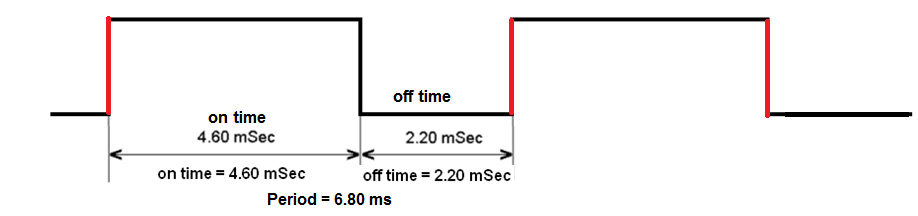 off time
on time
4.60 mSec
2.20 mSec
on time = 4.60 mSec
off time = 2.20 mSec
Period = 6.80 ms